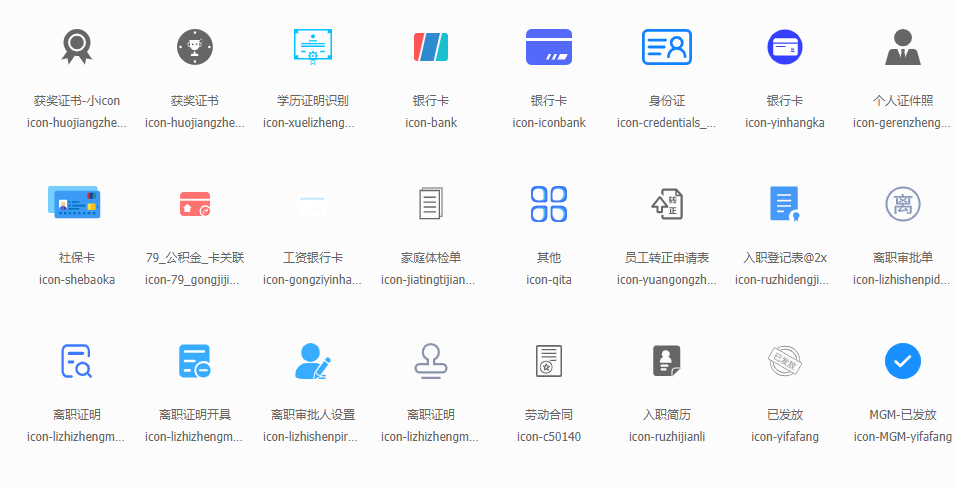 获奖证书-小icon
获奖证书
学历证明识别
银行卡
银行卡
身份证
银行卡
个人证件照
icon-huojiangzhe...
icon-huojiangzhe...
icon-xuelizheng...
icon-bank
icon-iconbank
icon-credentials_...
icon-yinhangka
icon-gerenzheng...
转
正
离
社保卡
79_公积金_卡关联
工资银行卡
家庭体检单
其他
员工转正申请表
入职登记表@2x
离职审批单
icon-shebaoka
icon-79_gongjiji...
icon-gongziyinha...
icon-jiatingtijian...
icon-qita
icon-yuangongzh...
icon-ruzhidengji...
icon-lizhishenpid...
已发放
离职证明
离职证明开具
离职审批人设置
离职证明
劳动合同
入职简历
已发放
MGM-已发放
icon-lizhizhengm...
icon-lizhizhengm...
icon-lizhishenpir...
icon-lizhizhengm...
icon-c50140
icon-ruzhijianli
icon-yifafang
icon-MGM-yifafang